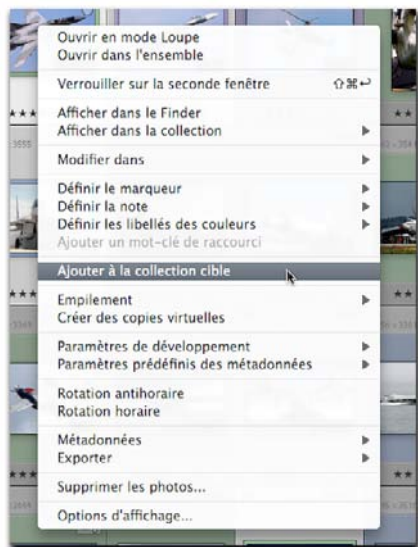 Ouvrir en mode Loupe
Ouvrir dans l'ensemble
Verrouiller sur la seconde fenêtre ⇧⌘↩
Afficher dans le Finder
Afficher dans la collection
Modifier dans
Définir le marqueur
Définir la note
Définir les libellés des couleurs
Ajouter un mot-clé de raccourci
Ajouter à la collection cible
Empilement
Créer des copies virtuelles
Paramètres de développement
Paramètres prédéfinis des métadonnées
Rotation antihoraire
Rotation horaire
Métadonnées
Exporter
Supprimer les photos...
Options d'affichage...